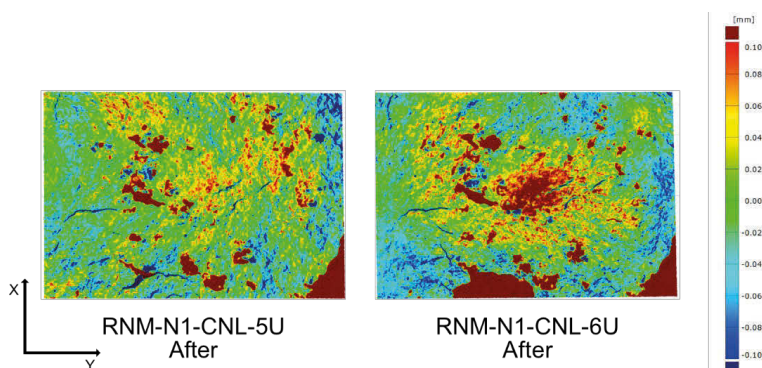 [mm]
0.10
0.08
0.06
0.04
0.02
0.00
-0.02
-0.04
-0.06
-0.08
-0.10
X
Y
RNM-N1-CNL-5U
After
RNM-N1-CNL-6U
After